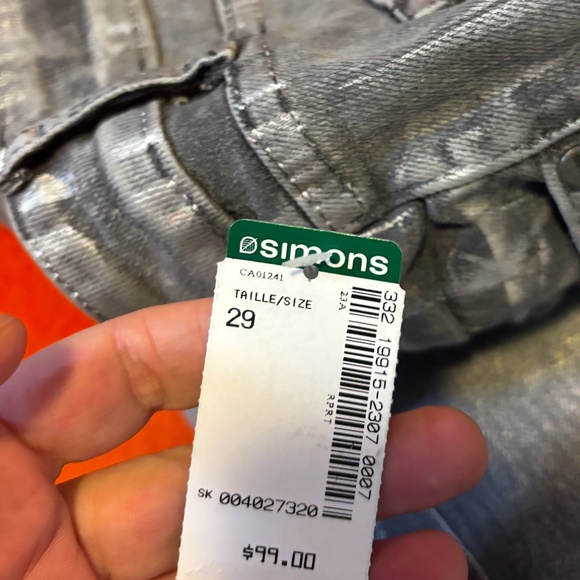 simons
CA01241
TAILLE/SIZE
29
23A
332 19915-2307 0007
RPRT
SK 004027320
$99.00